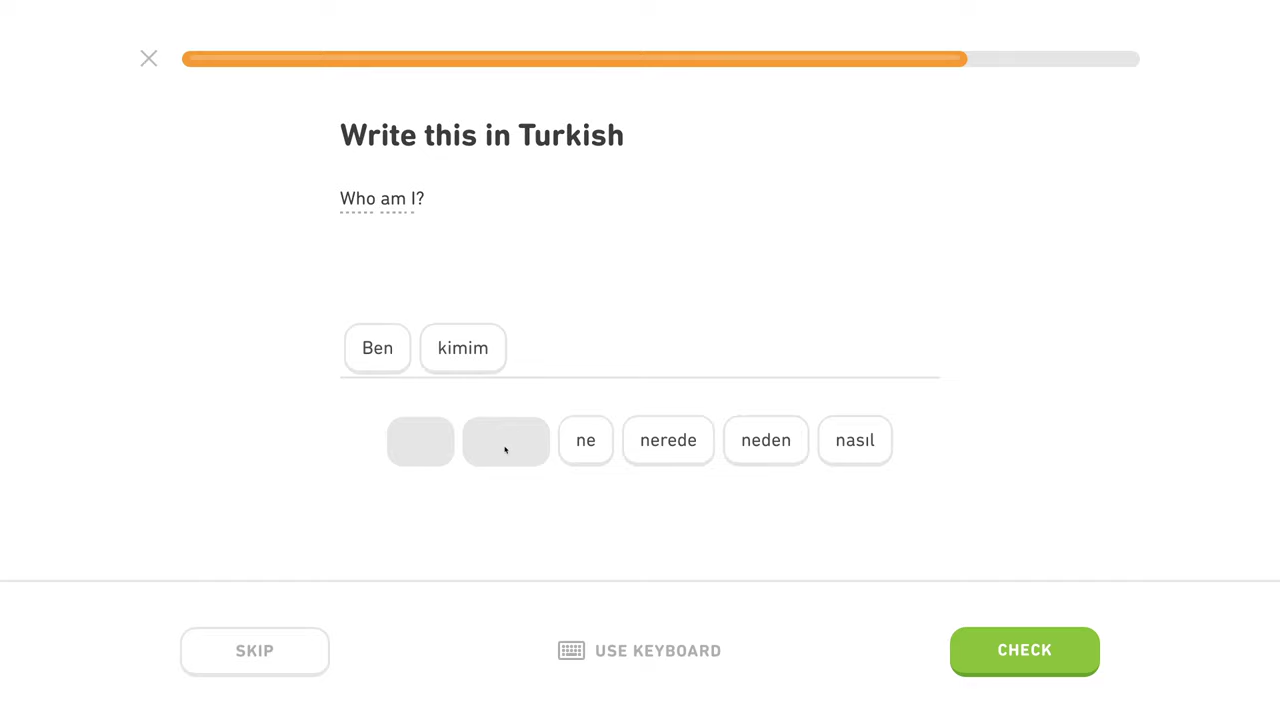 Write this in Turkish
Who am I?
Ben kimim
ne nerede neden nasıl
SKIP USE KEYBOARD CHECK